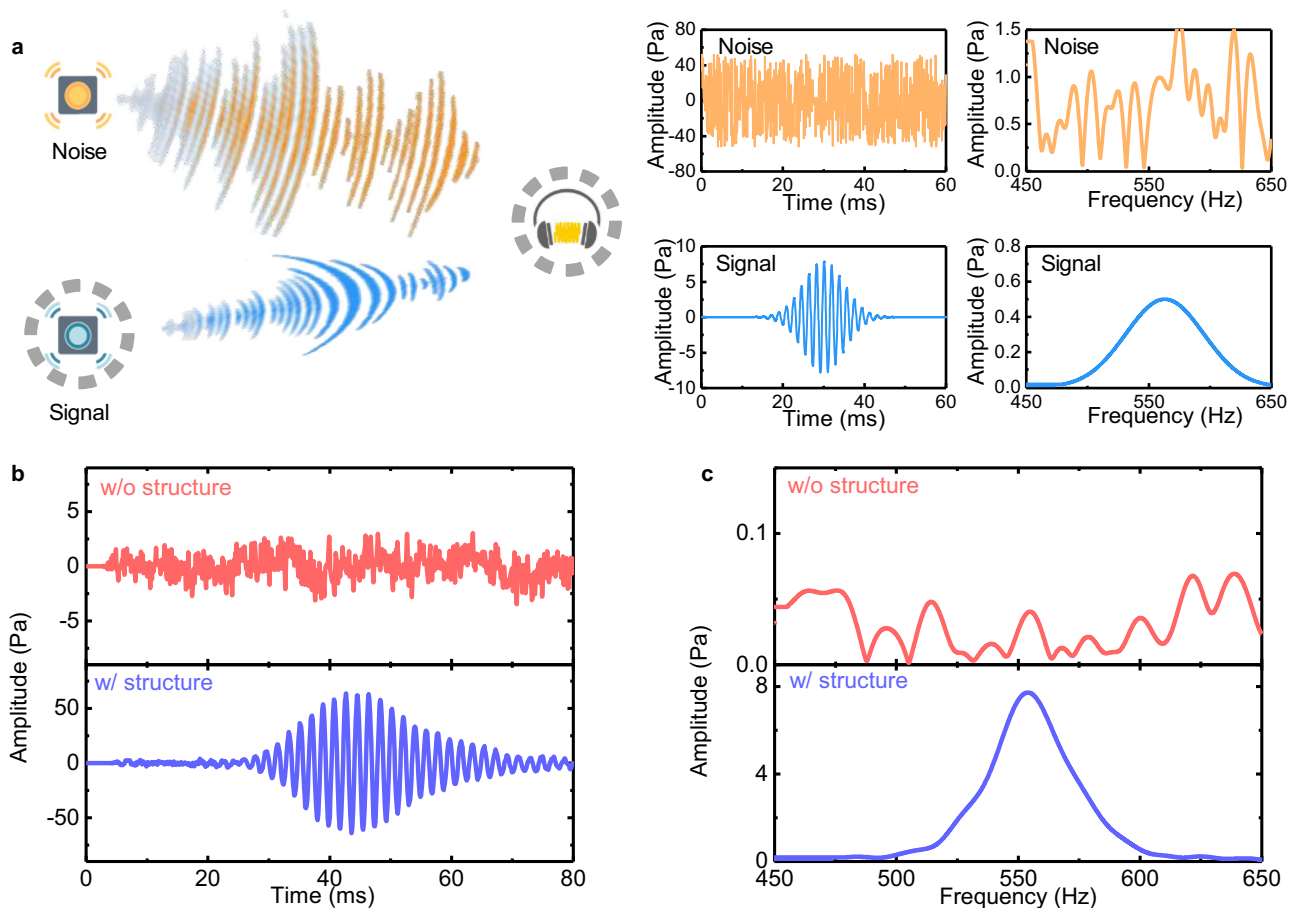 a
Noise
Signal
Amplitude (Pa)
80
40
0
-40
-80
Noise
0 20 40 60
Time (ms)
Amplitude (Pa)
1.5
1.0
0.5
0.0
Noise
450 550 650
Frequency (Hz)
Amplitude (Pa)
10
5
0
-5
-10
Signal
0 20 40 60
Time (ms)
Amplitude (Pa)
0.8
0.6
0.4
0.2
0.0
Signal
450 550 650
Frequency (Hz)
b
w/o structure
5
0
-5
Amplitude (Pa)
w/ structure
50
0
-50
0 20 40 60 80
Time (ms)
c
w/o structure
0.1
0.0
Amplitude (Pa)
w/ structure
8
4
0
450 500 550 600 650
Frequency (Hz)